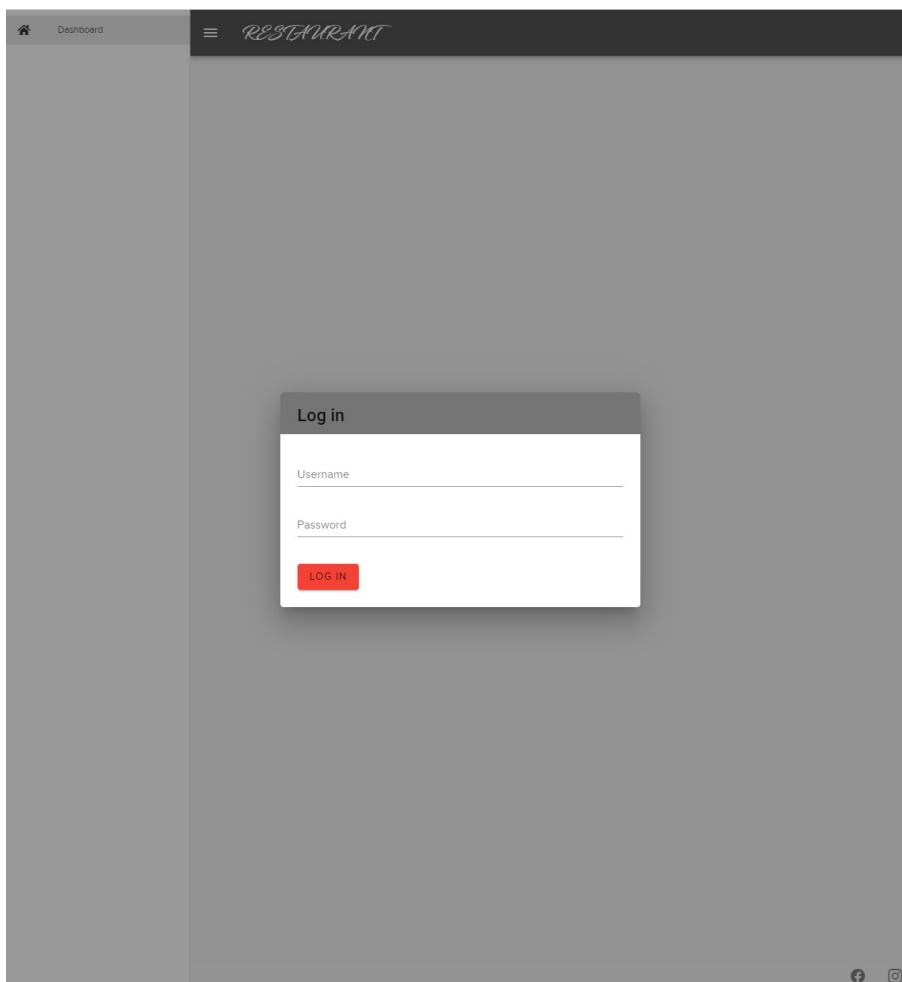 Dashboard
RESTAURANT
Log in
Username
Password
LOG IN